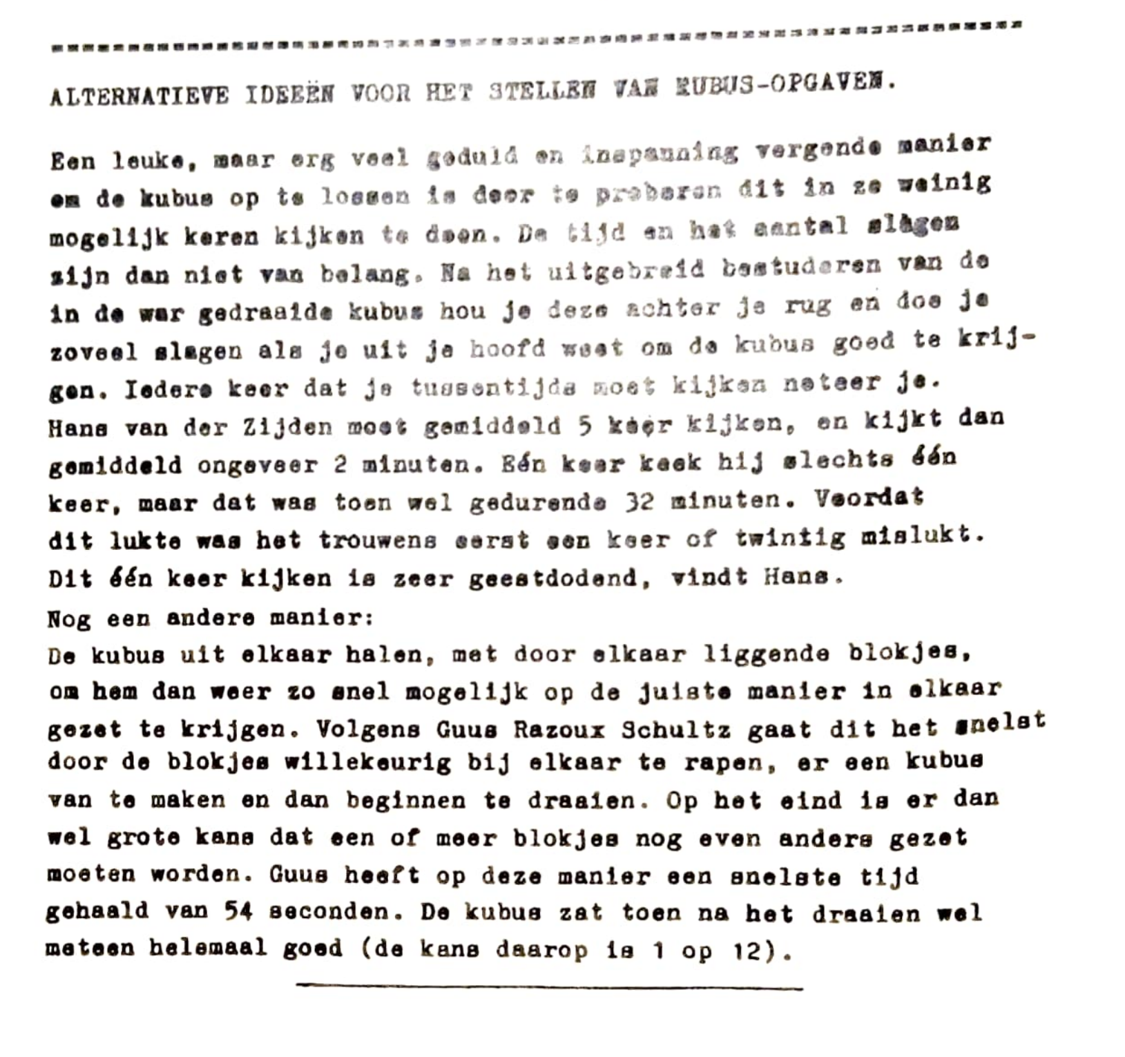 ALTERNATIEVE IDEEËN VOOR HET STELLEN VAN KUBUS-OPGAVEN.
Een leuke, maar erg veel geduld en inspanning vergende manier
om de kubus op te lossen is door te proberen dit in zo weinig
mogelijk keren kijken te doen. De tijd en het aantal slagen
zijn dan niet van belang. Na het uitgebreid bestuderen van de
in de war gedraaide kubus hou je deze achter je rug en doe je
zoveel slagen als je uit je hoofd weet om de kubus goed te krij-
gen. Iedere keer dat je tussentijds moet kijken noteer je.
Hans van der Zijden moet gemiddeld 5 keer kijken, en kijkt dan
gemiddeld ongeveer 2 minuten. Eén keer keek hij slechts één
keer, maar dat was toen wel gedurende 32 minuten. Voordat
dit lukte was het trouwens eerst een keer of twintig mislukt.
Dit één keer kijken is zeer geestdodend, vindt Hans.
Nog een andere manier:
De kubus uit elkaar halen, met door elkaar liggende blokjes,
om hem dan weer zo snel mogelijk op de juiste manier in elkaar
gezet te krijgen. Volgens Guus Razoux Schultz gaat dit het snelst
door de blokjes willekeurig bij elkaar te rapen, er een kubus
van te maken en dan beginnen te draaien. Op het eind is er dan
wel grote kans dat een of meer blokjes nog even anders gezet
moeten worden. Guus heeft op deze manier een snelste tijd
gehaald van 54 seconden. De kubus zat toen na het draaien wel
meteen helemaal goed (de kans daarop is 1 op 12).